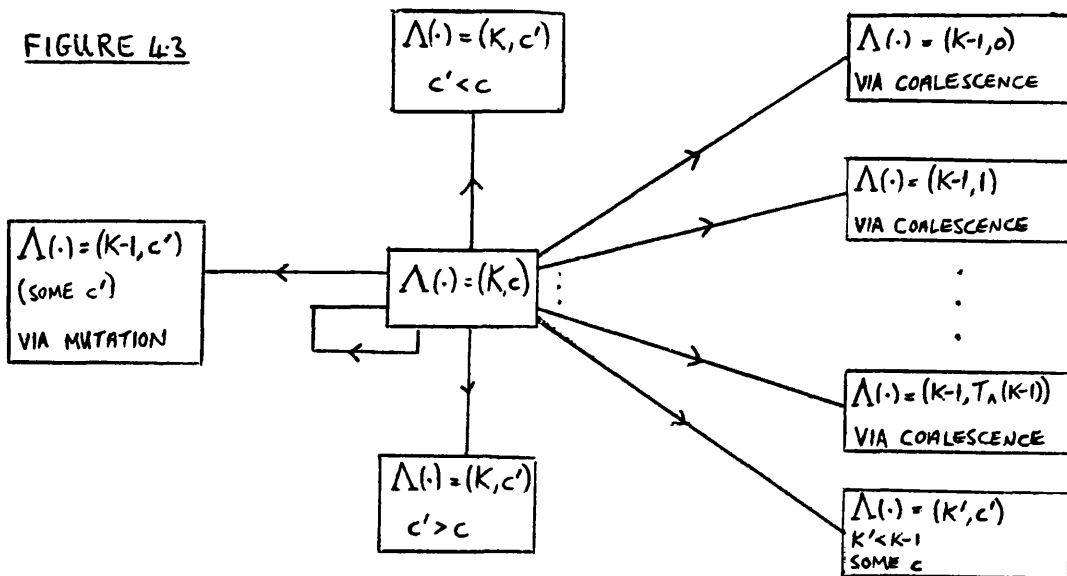 FIGURE 4.3
Λ(·) = (K, c')
c' < c
Λ(·) = (K-1, 0)
VIA COALESCENCE
Λ(·) = (K-1, 1)
VIA COALESCENCE
Λ(·) = (K-1, c')
(SOME c')
VIA MUTATION
Λ(·) = (K, c)
Λ(·) = (K-1, T_Λ(K-1))
VIA COALESCENCE
Λ(·) = (K, c')
c' > c
Λ(·) = (K', c')
K' < K-1
SOME c